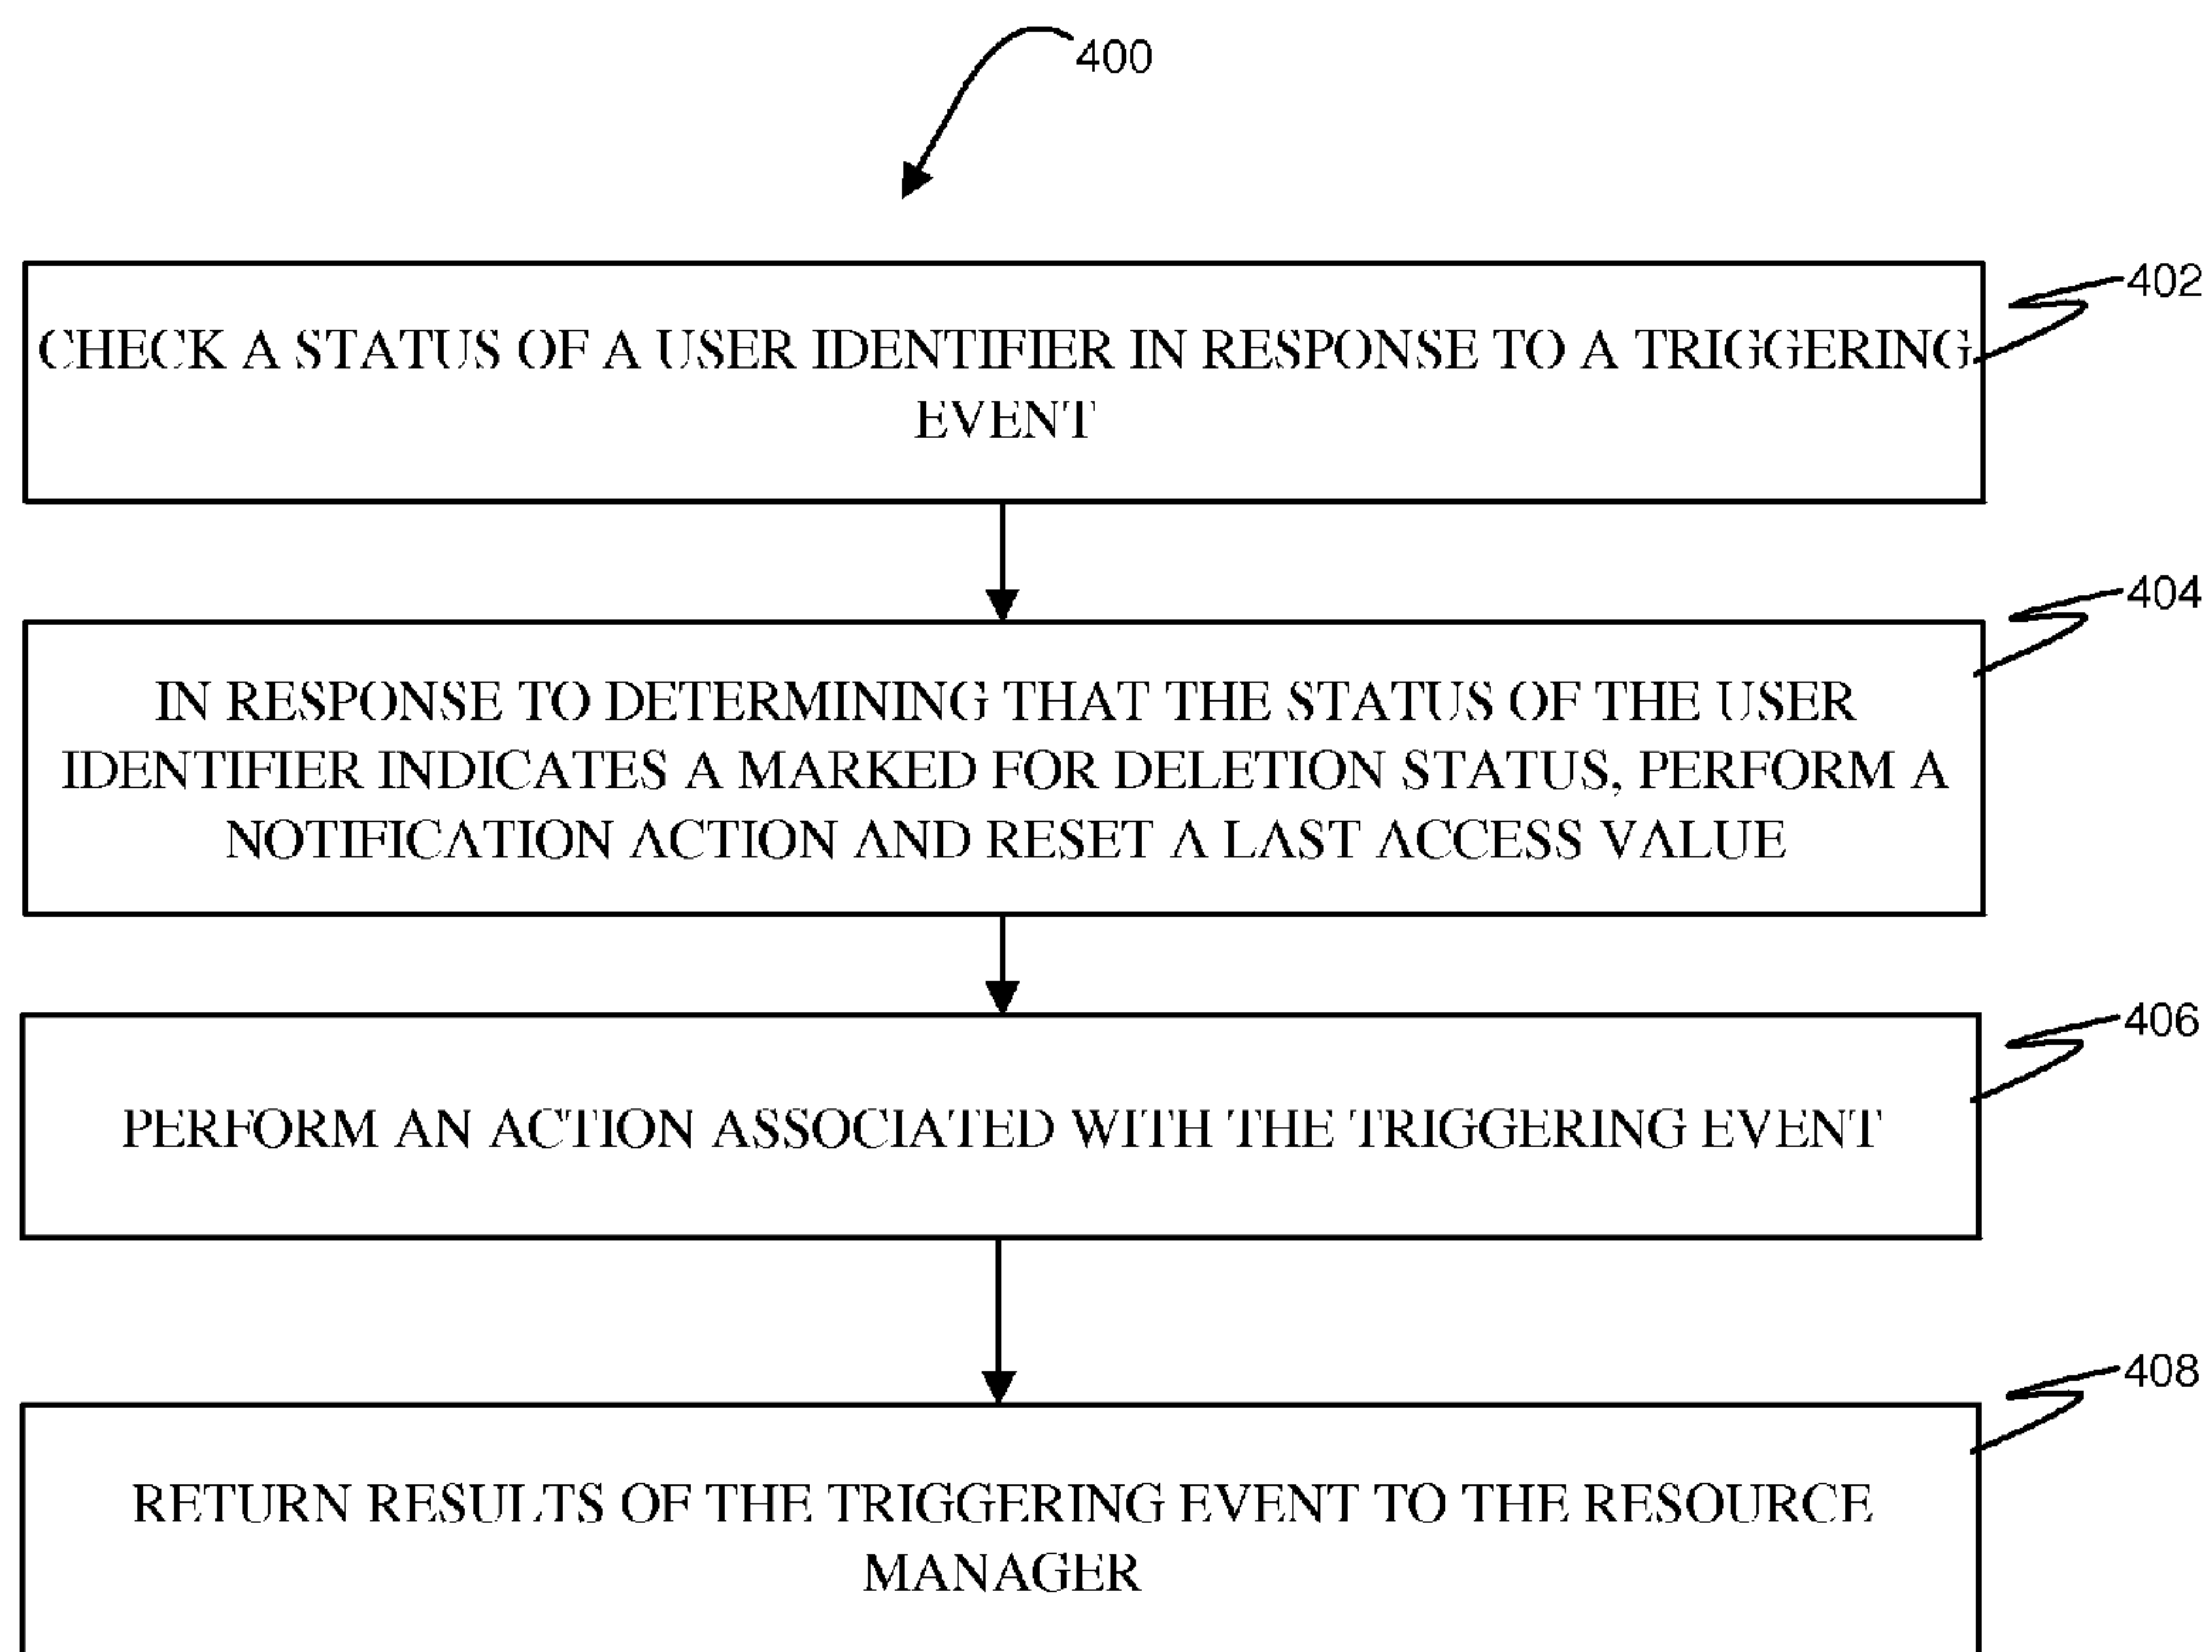 400
402
CHECK A STATUS OF A USER IDENTIFIER IN RESPONSE TO A TRIGGERING
EVENT
404
IN RESPONSE TO DETERMINING THAT THE STATUS OF THE USER
IDENTIFIER INDICATES A MARKED FOR DELETION STATUS, PERFORM A
NOTIFICATION ACTION AND RESET A LAST ACCESS VALUE
406
PERFORM AN ACTION ASSOCIATED WITH THE TRIGGERING EVENT
408
RETURN RESULTS OF THE TRIGGERING EVENT TO THE RESOURCE
MANAGER